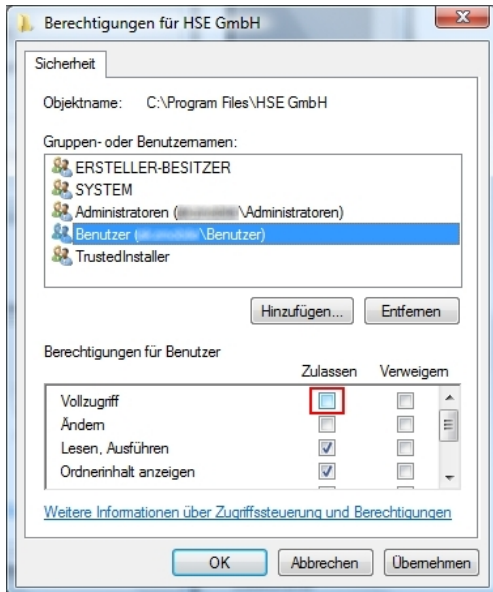 Berechtigungen für HSE GmbH
Sicherheit
Objektname: C:\Program Files\HSE GmbH
Gruppen- oder Benutzernamen:
ERSTELLER-BESITZER
SYSTEM
Administratoren ( \Administratoren)
Benutzer ( \Benutzer)
TrustedInstaller
Hinzufügen... Entfernen
Berechtigungen für Benutzer
Zulassen Verweigern
Vollzugriff
Ändern
Lesen, Ausführen
Ordnerinhalt anzeigen
Weitere Informationen über Zugriffssteuerung und Berechtigungen
OK Abbrechen Übernehmen